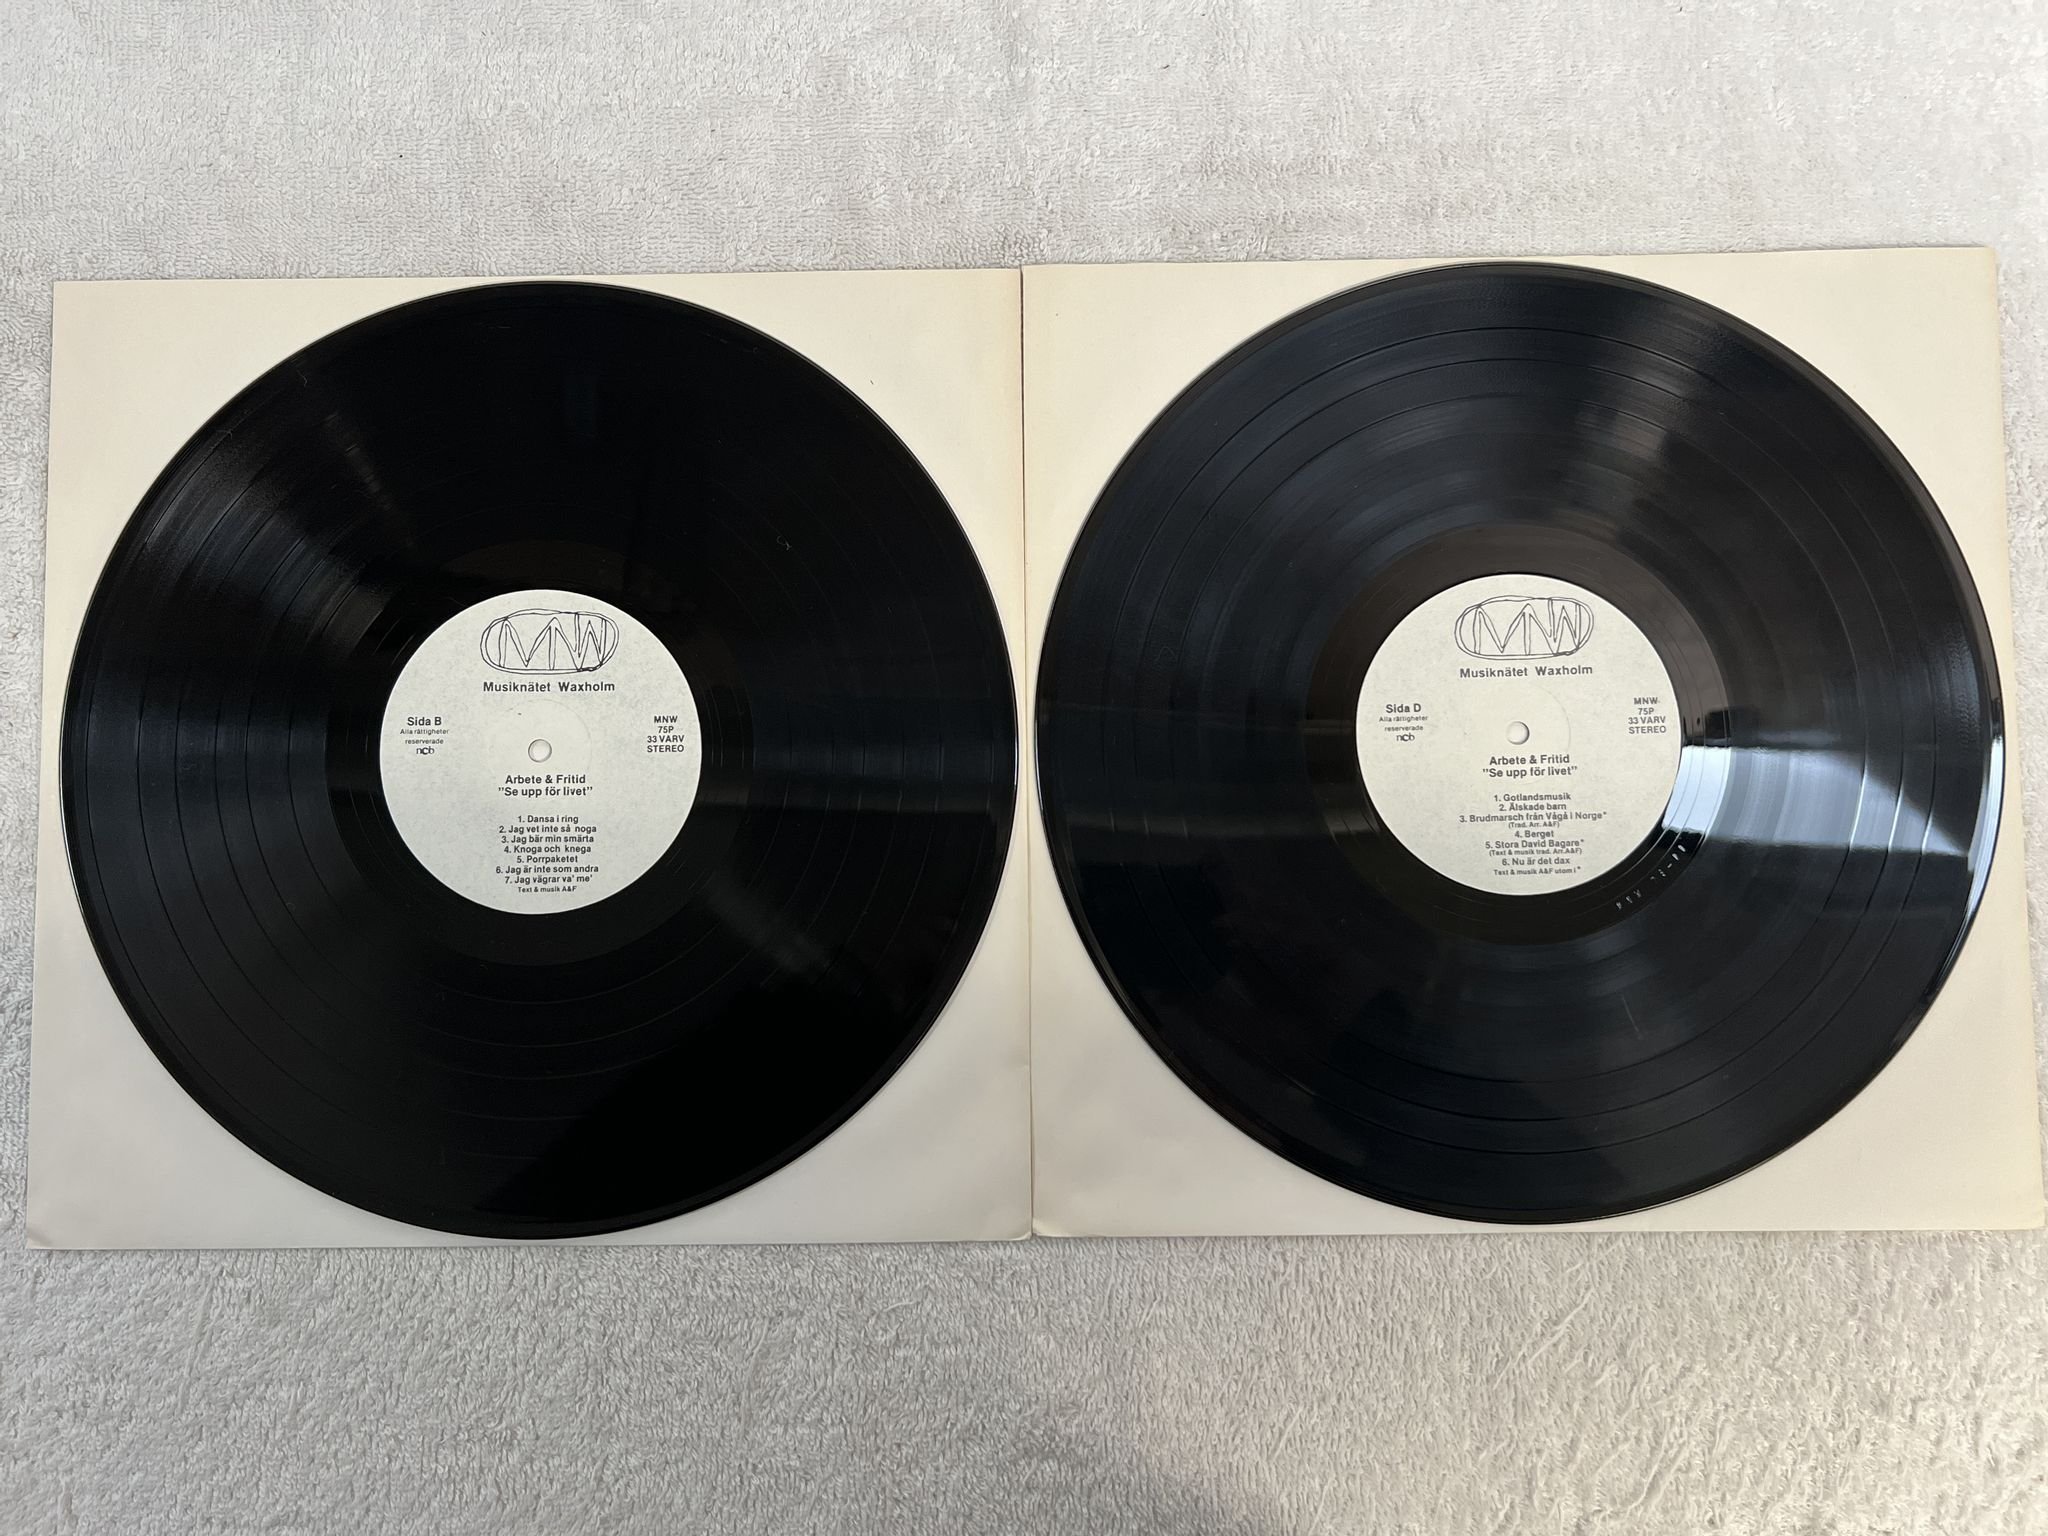 MNW
Musiknätet Waxholm
Sida B
Alla rättigheter
reserverade
ncb
MNW
75P
33 VARV
STEREO
Arbete & Fritid
"Se upp för livet"
1. Dansa i ring
2. Jag vet inte så noga
3. Jag bär min smärta
4. Knoga och knega
5. Porrpaketet
6. Jag är inte som andra
7. Jag vägrar va' me'
Text & musik A&F
MNW
Musiknätet Waxholm
Sida D
Alla rättigheter
reserverade
ncb
MNW
75P
33 VARV
STEREO
Arbete & Fritid
"Se upp för livet"
1. Gotlandsmusik
2. Älskade barn
3. Brudmarsch från Vågå i Norge*
(Trad. Arr. A&F)
4. Berget
5. Stora David Bagare*
(Text & musik trad. Arr. A&F)
6. Nu är det dax
Text & musik A&F utom i *